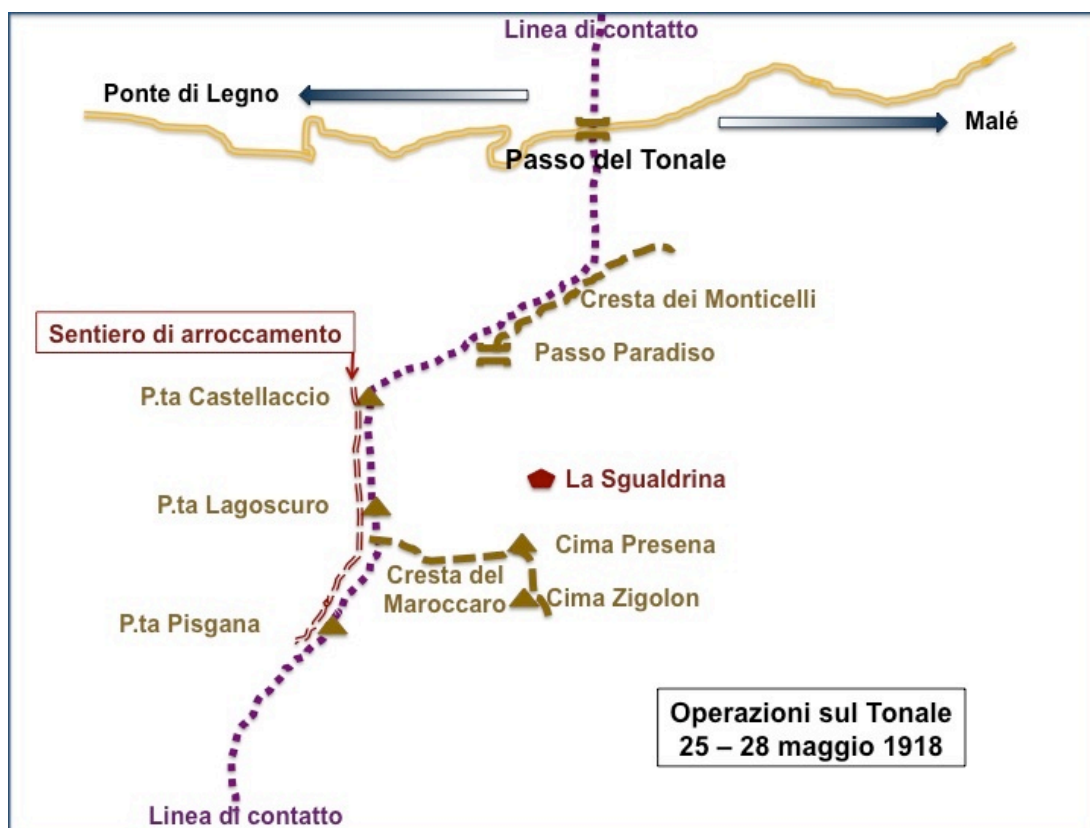 Linea di contatto
Ponte di Legno
Malé
Passo del Tonale
Cresta dei Monticelli
Sentiero di arroccamento
Passo Paradiso
P.ta Castellaccio
La Sgualdrina
P.ta Lagoscuro
Cima Presena
Cresta del
Maroccaro
Cima Zigolon
P.ta Pisgana
Operazioni sul Tonale
25 – 28 maggio 1918
Linea di contatto